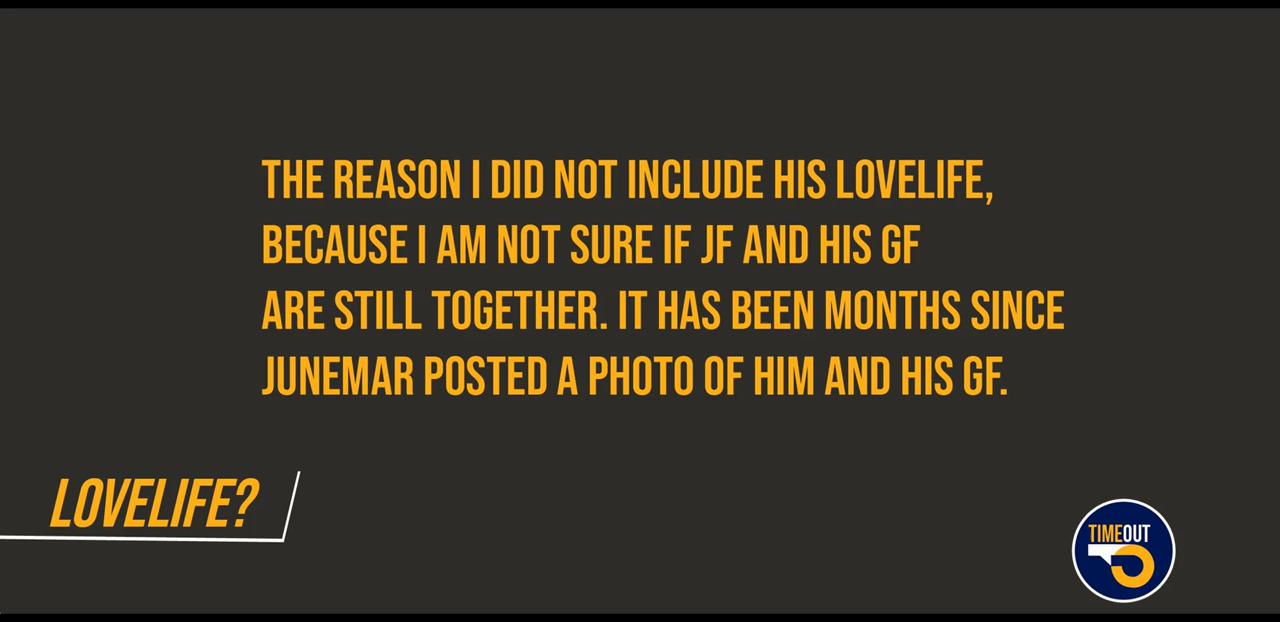 THE REASON I DID NOT INCLUDE HIS LOVELIFE,
BECAUSE I AM NOT SURE IF JF AND HIS GF
ARE STILL TOGETHER. IT HAS BEEN MONTHS SINCE
JUNEMAR POSTED A PHOTO OF HIM AND HIS GF.
LOVELIFE?
TIMEOUT